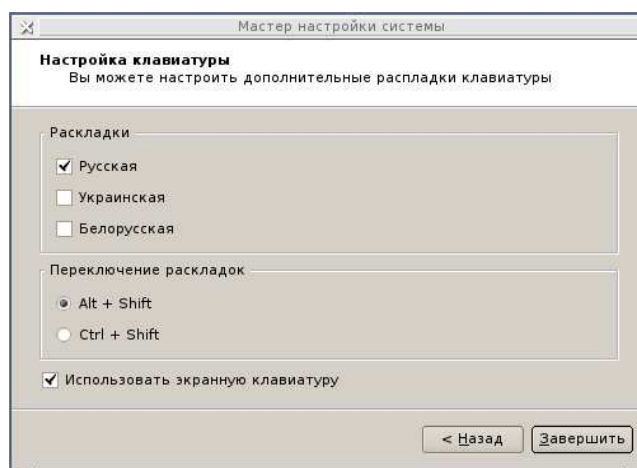 Мастер настройки системы
Настройка клавиатуры
Вы можете настроить дополнительные распладки клавиатуры
Раскладки
Русская
Украинская
Белорусская
Переключение раскладок
Alt + Shift
Ctrl + Shift
Использовать экранную клавиатуру
< Назад Завершить